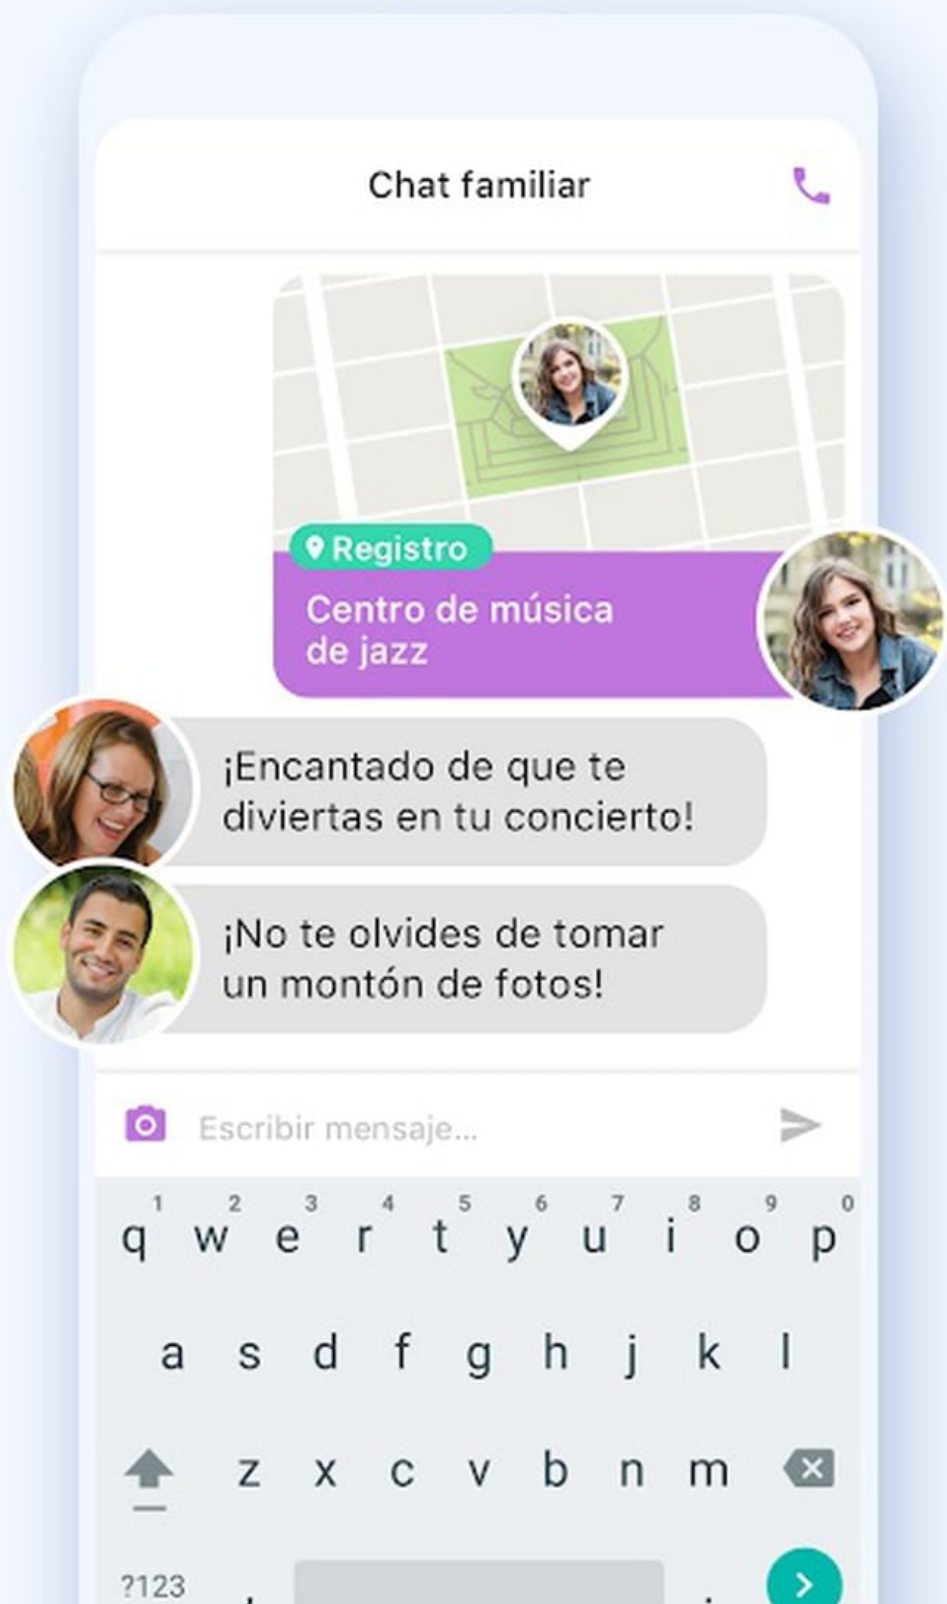 Chat familiar
Registro
Centro de música
de jazz
¡Encantado de que te
diviertas en tu concierto!
¡No te olvides de tomar
un montón de fotos!
Escribir mensaje...
1 2 3 4 5 6 7 8 9 0
q w e r t y u i o p
a s d f g h j k l
z x c v b n m
?123